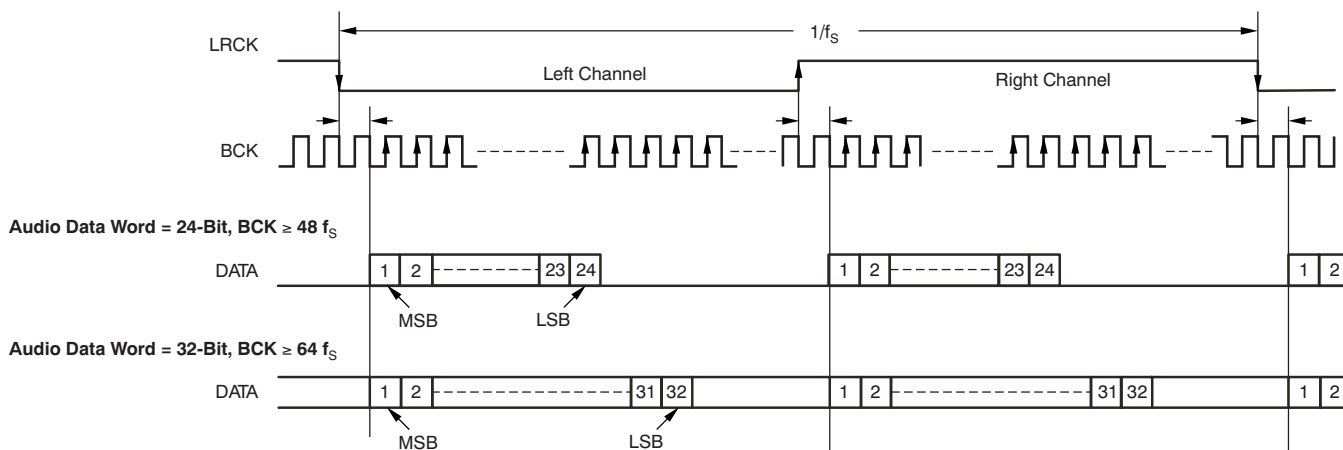 1/fS
LRCK
Left Channel
Right Channel
BCK
Audio Data Word = 24-Bit, BCK ≥ 48 fS
DATA
1 2 23 24 1 2 23 24 1 2
MSB LSB
Audio Data Word = 32-Bit, BCK ≥ 64 fS
DATA
1 2 31 32 1 2 31 32 1 2
MSB LSB